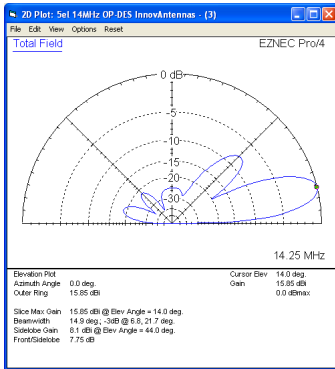 2D Plot: 5el 14MHz OP-DES InnovAntennas - (3)
File Edit View Options Reset
Total Field
EZNEC Pro/4
0 dB
-5
-10
-15
-20
-30
14.25 MHz
Elevation Plot
Cursor Elev 14.0 deg.
Azimuth Angle 0.0 deg.
Gain 15.85 dBi
Outer Ring 15.85 dBi
0.0 dBmax
Slice Max Gain 15.85 dBi @ Elev Angle = 14.0 deg.
Beamwidth 14.9 deg.; -3dB @ 6.8, 21.7 deg.
Sidelobe Gain 8.1 dBi @ Elev Angle = 44.0 deg.
Front/Sidelobe 7.75 dB